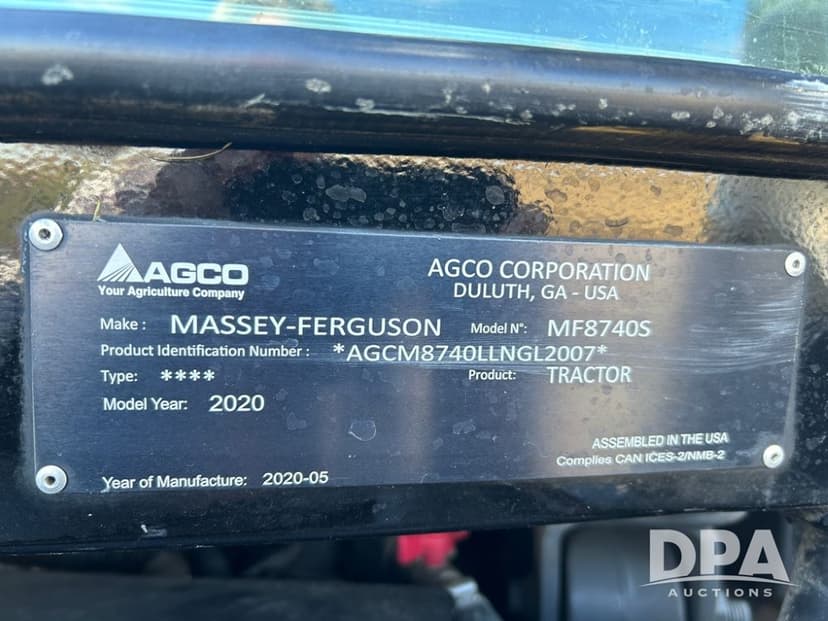 AGCO
Your Agriculture Company
AGCO CORPORATION
DULUTH, GA - USA
Make : MASSEY-FERGUSON Model N°: MF8740S
Product Identification Number : *AGCM8740LLNGL2007*
Type: **** Product: TRACTOR
Model Year: 2020
ASSEMBLED IN THE USA
Complies CAN ICES-2/NMB-2
Year of Manufacture: 2020-05
DPA
AUCTIONS